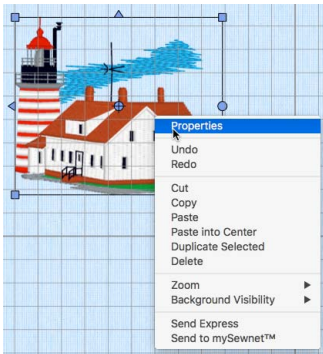 Properties
Undo
Redo
Cut
Copy
Paste
Paste into Center
Duplicate Selected
Delete
Zoom
Background Visibility
Send Express
Send to mySewnet™